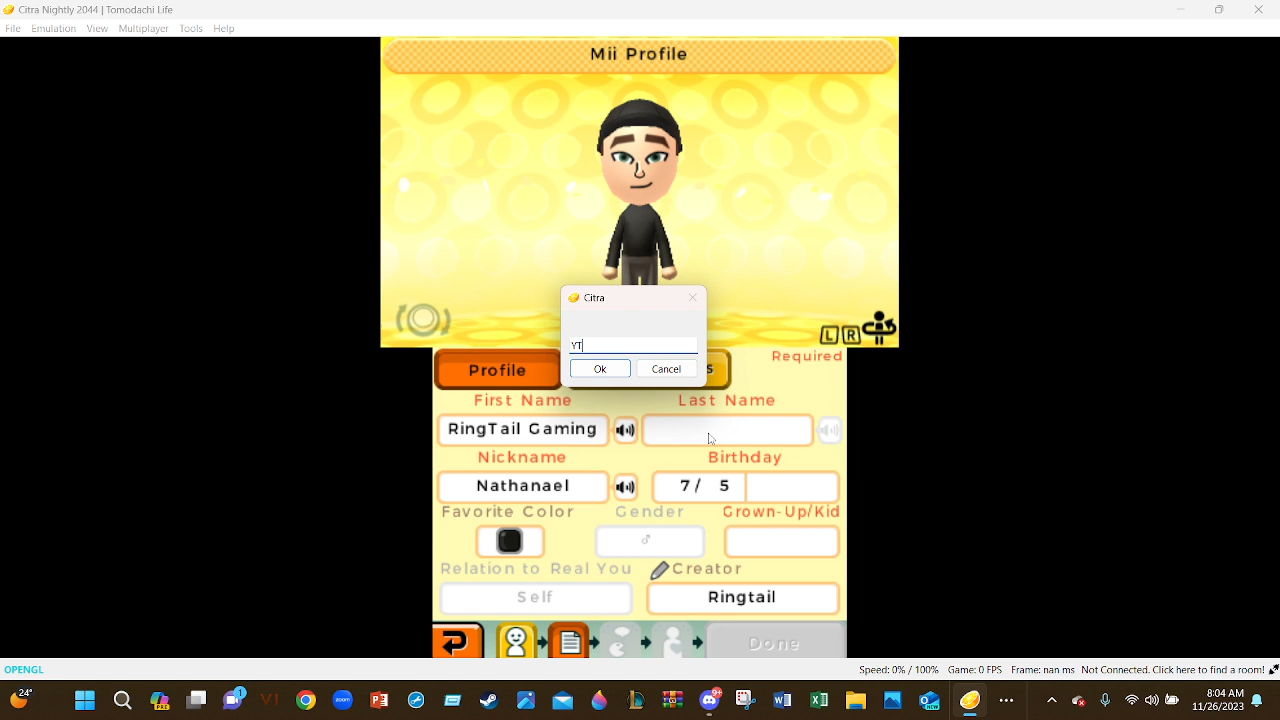 Citra Nightly 2044 | Tomodachi Life
File Emulation View Multiplayer Tools Help
Mii Profile
L R
Citra
YT
Ok Cancel
Profile s Required
First Name Last Name
RingTail Gaming
Nickname Birthday
Nathanael 7/ 5
Favorite Color Gender Grown-Up/Kid
♂
Relation to Real You Creator
Self Ringtail
Done
OPENGL Speed: 0% / 100% Game: 0 FPS Frame: nan ms Not Connected. Click here to find a room!
8:04 AM
11/26/2023